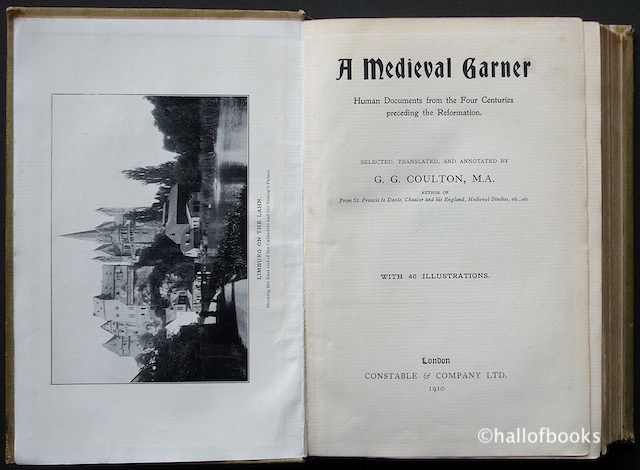 LIMBURG ON THE LAHN.
Showing the East end of the Cathedral and the Bishop's Palace.
A Medieval Garner
Human Documents from the Four Centuries
preceding the Reformation.
SELECTED, TRANSLATED, AND ANNOTATED BY
G. G. COULTON, M.A.
AUTHOR OF
From St. Francis to Dante, Chaucer and his England, Medieval Studies, etc., etc.
WITH 46 ILLUSTRATIONS.
London
CONSTABLE & COMPANY LTD.
1910
©hallofbooks